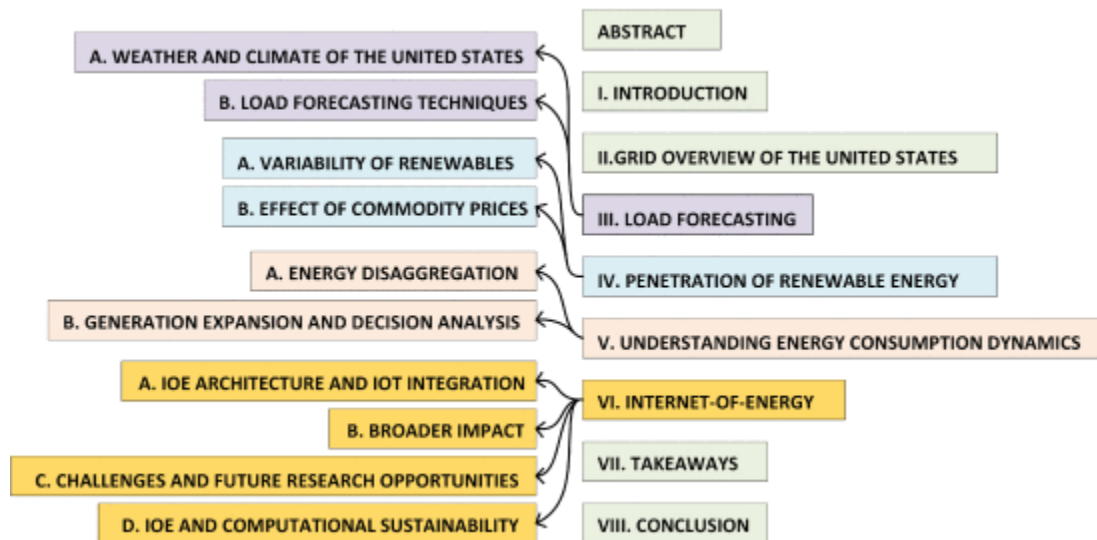 ABSTRACT
A. WEATHER AND CLIMATE OF THE UNITED STATES
I. INTRODUCTION
B. LOAD FORECASTING TECHNIQUES
II.GRID OVERVIEW OF THE UNITED STATES
A. VARIABILITY OF RENEWABLES
B. EFFECT OF COMMODITY PRICES
III. LOAD FORECASTING
A. ENERGY DISAGGREGATION
IV. PENETRATION OF RENEWABLE ENERGY
B. GENERATION EXPANSION AND DECISION ANALYSIS
V. UNDERSTANDING ENERGY CONSUMPTION DYNAMICS
A. IOE ARCHITECTURE AND IOT INTEGRATION
VI. INTERNET-OF-ENERGY
B. BROADER IMPACT
VII. TAKEAWAYS
C. CHALLENGES AND FUTURE RESEARCH OPPORTUNITIES
D. IOE AND COMPUTATIONAL SUSTAINABILITY
VIII. CONCLUSION